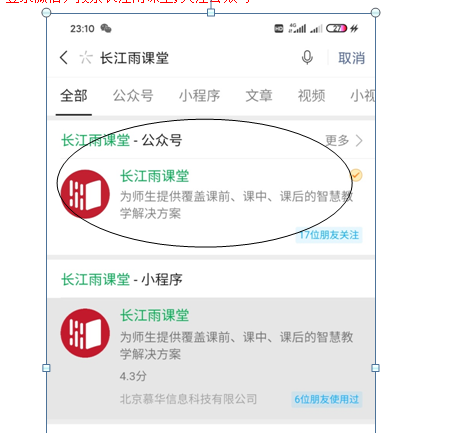 23:10 HD 4G 27
长江雨课堂 取消
全部 公众号 小程序 文章 视频
长江雨课堂 - 公众号 更多
长江雨课堂
为师生提供覆盖课前、课中、课后的智慧教
学解决方案
17位朋友关注
长江雨课堂 - 小程序
长江雨课堂
为师生提供覆盖课前、课中、课后的智慧教
学解决方案
4.3分
北京慕华信息科技有限公司 6位朋友使用过